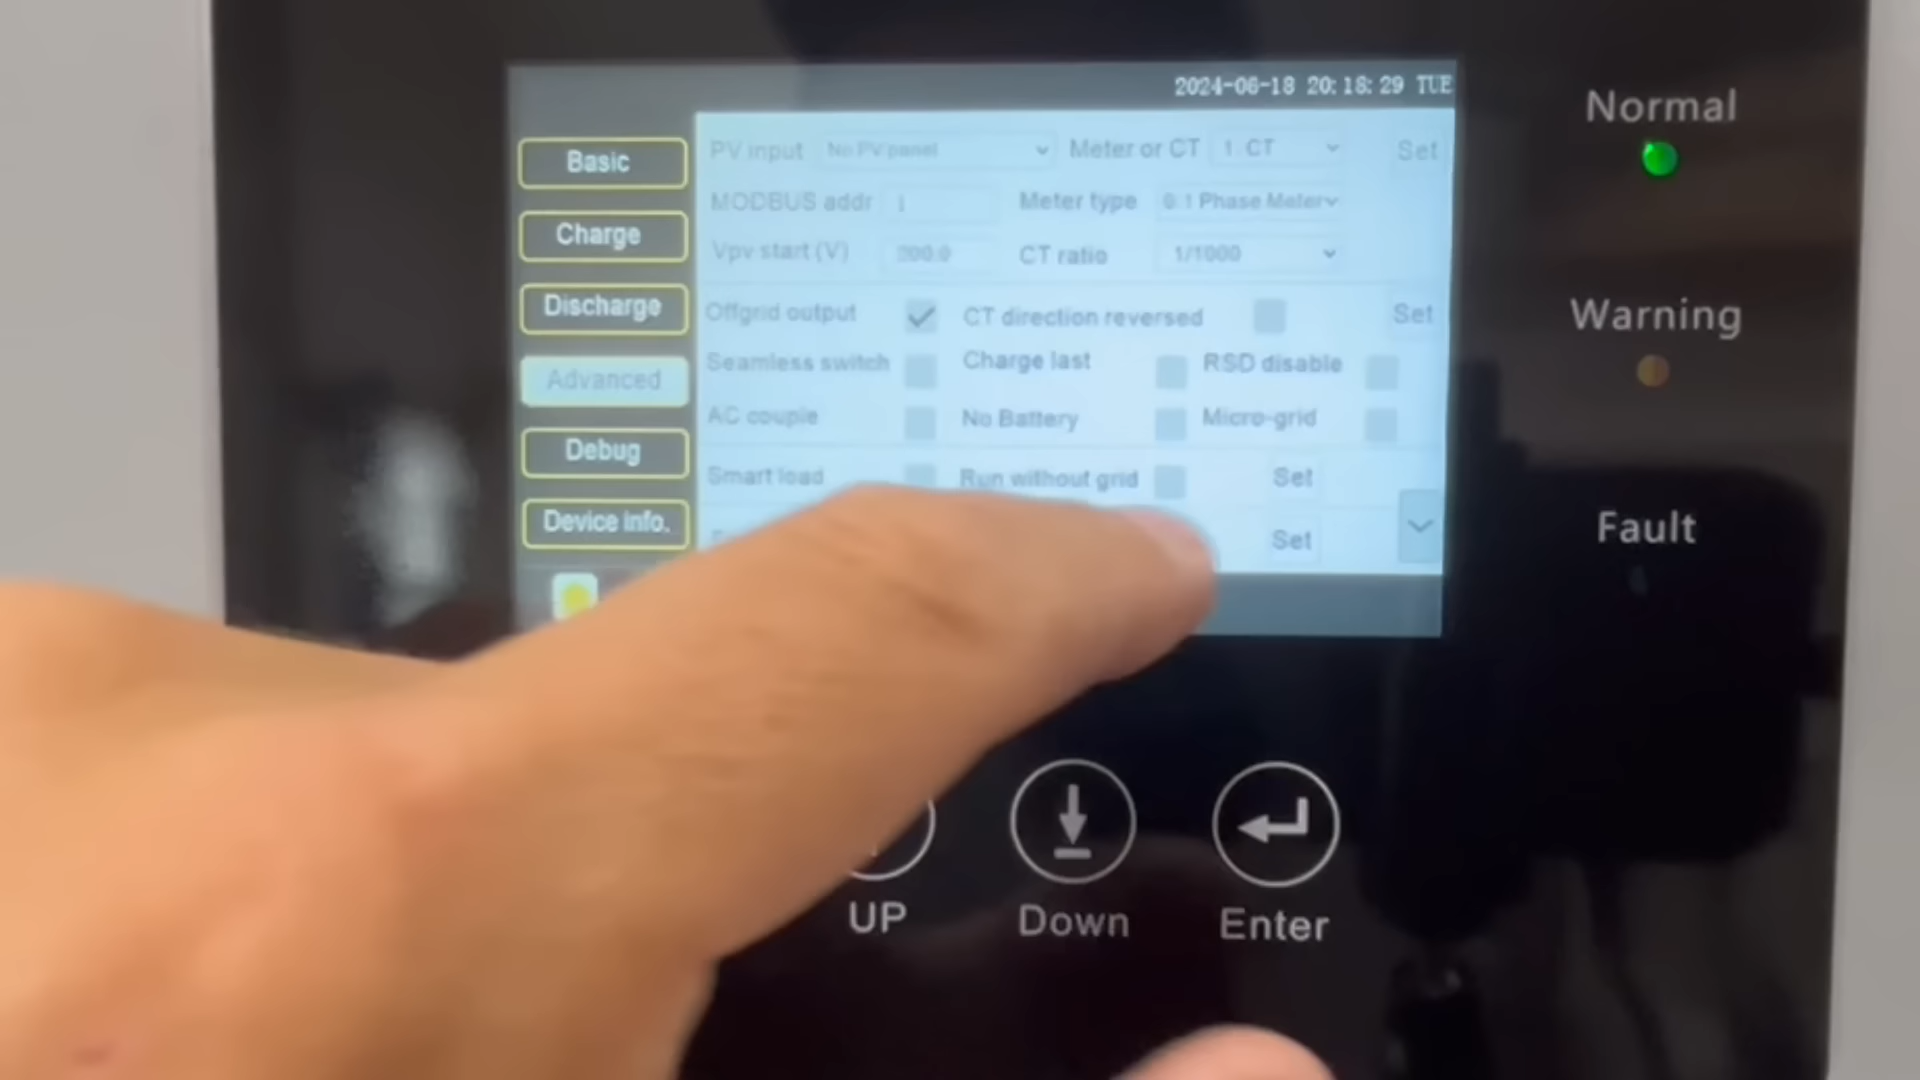 2024-06-18 20:18:29 TUE
Normal
Basic
PV input No PV panel Meter or CT 1: CT Set
MODBUS addr 1 Meter type 0: 1 Phase Meter
Charge
Vpv start (V) CT ratio 1/1000
Discharge
Offgrid output CT direction reversed Set
Warning
Seamless switch Charge last RSD disable
Advanced
AC couple No Battery Micro-grid
Debug
Smart load Run without grid Set
Device info.
Set
Fault
UP Down Enter